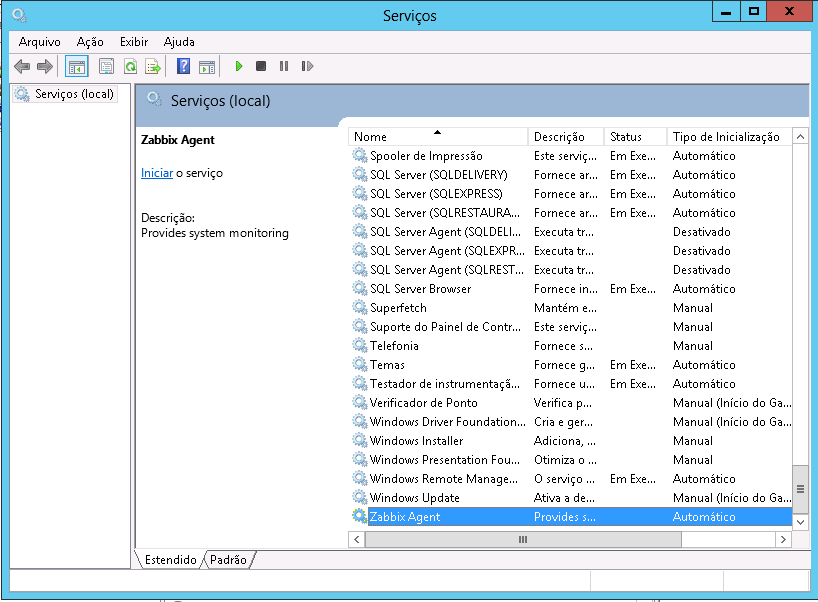 Serviços
Arquivo Ação Exibir Ajuda
Serviços (local)
Serviços (local)
Zabbix Agent
Iniciar o serviço
Descrição:
Provides system monitoring
Nome Descrição Status Tipo de Inicialização
Spooler de Impressão Este serviç... Em Exe... Automático
SQL Server (SQLDELIVERY) Fornece ar... Em Exe... Automático
SQL Server (SQLEXPRESS) Fornece ar... Em Exe... Automático
SQL Server (SQLRESTAURA... Fornece ar... Em Exe... Automático
SQL Server Agent (SQLDELI... Executa tr... Desativado
SQL Server Agent (SQLEXPR... Executa tr... Desativado
SQL Server Agent (SQLREST... Executa tr... Desativado
SQL Server Browser Fornece in... Em Exe... Automático
Superfetch Mantém e... Manual
Suporte do Painel de Contr... Este serviç... Manual
Telefonia Fornece s... Manual
Temas Fornece g... Em Exe... Automático
Testador de instrumentaçã... Fornece u... Em Exe... Automático
Verificador de Ponto Verifica p... Manual (Início do Ga...
Windows Driver Foundation... Cria e ger... Manual (Início do Ga...
Windows Installer Adiciona, ... Manual
Windows Presentation Fou... Otimiza o ... Manual
Windows Remote Manage... O serviço ... Em Exe... Automático
Windows Update Ativa a de... Manual (Início do Ga...
Zabbix Agent Provides s... Automático
Estendido Padrão